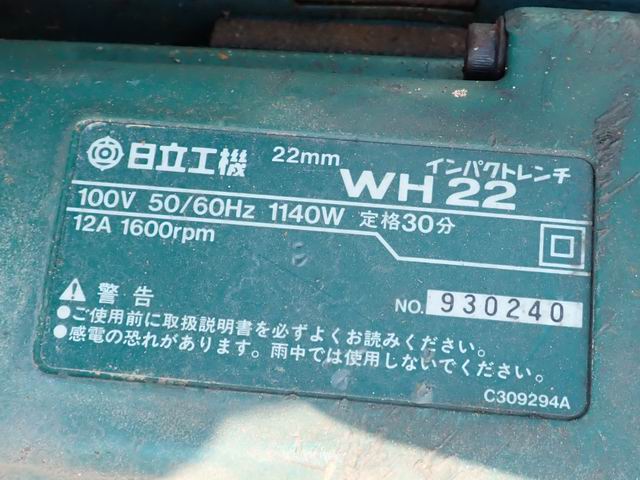 日立工機 22mm インパクトレンチ
WH 22
100V 50/60Hz 1140W 定格30分
12A 1600rpm
警告
NO. 930240
●ご使用前に取扱説明書を必ずよくお読みください。
●感電の恐れがあります。雨中では使用しないでください。
C309294A